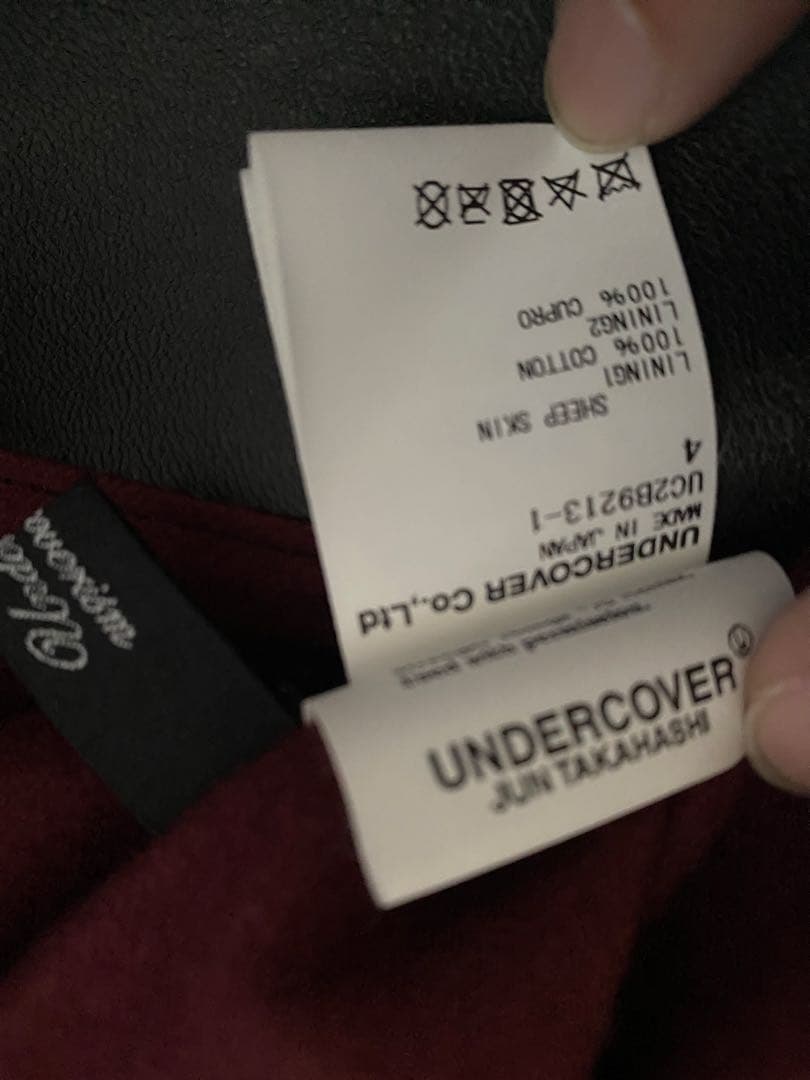 UNDERCOVER Co.,Ltd
MADE IN JAPAN
UC2B9213-1
4
SHEEP SKIN
LINING1
100% COTTON
LINING2
100% CUPRO
UNDERCOVER
JUN TAKAHASHI